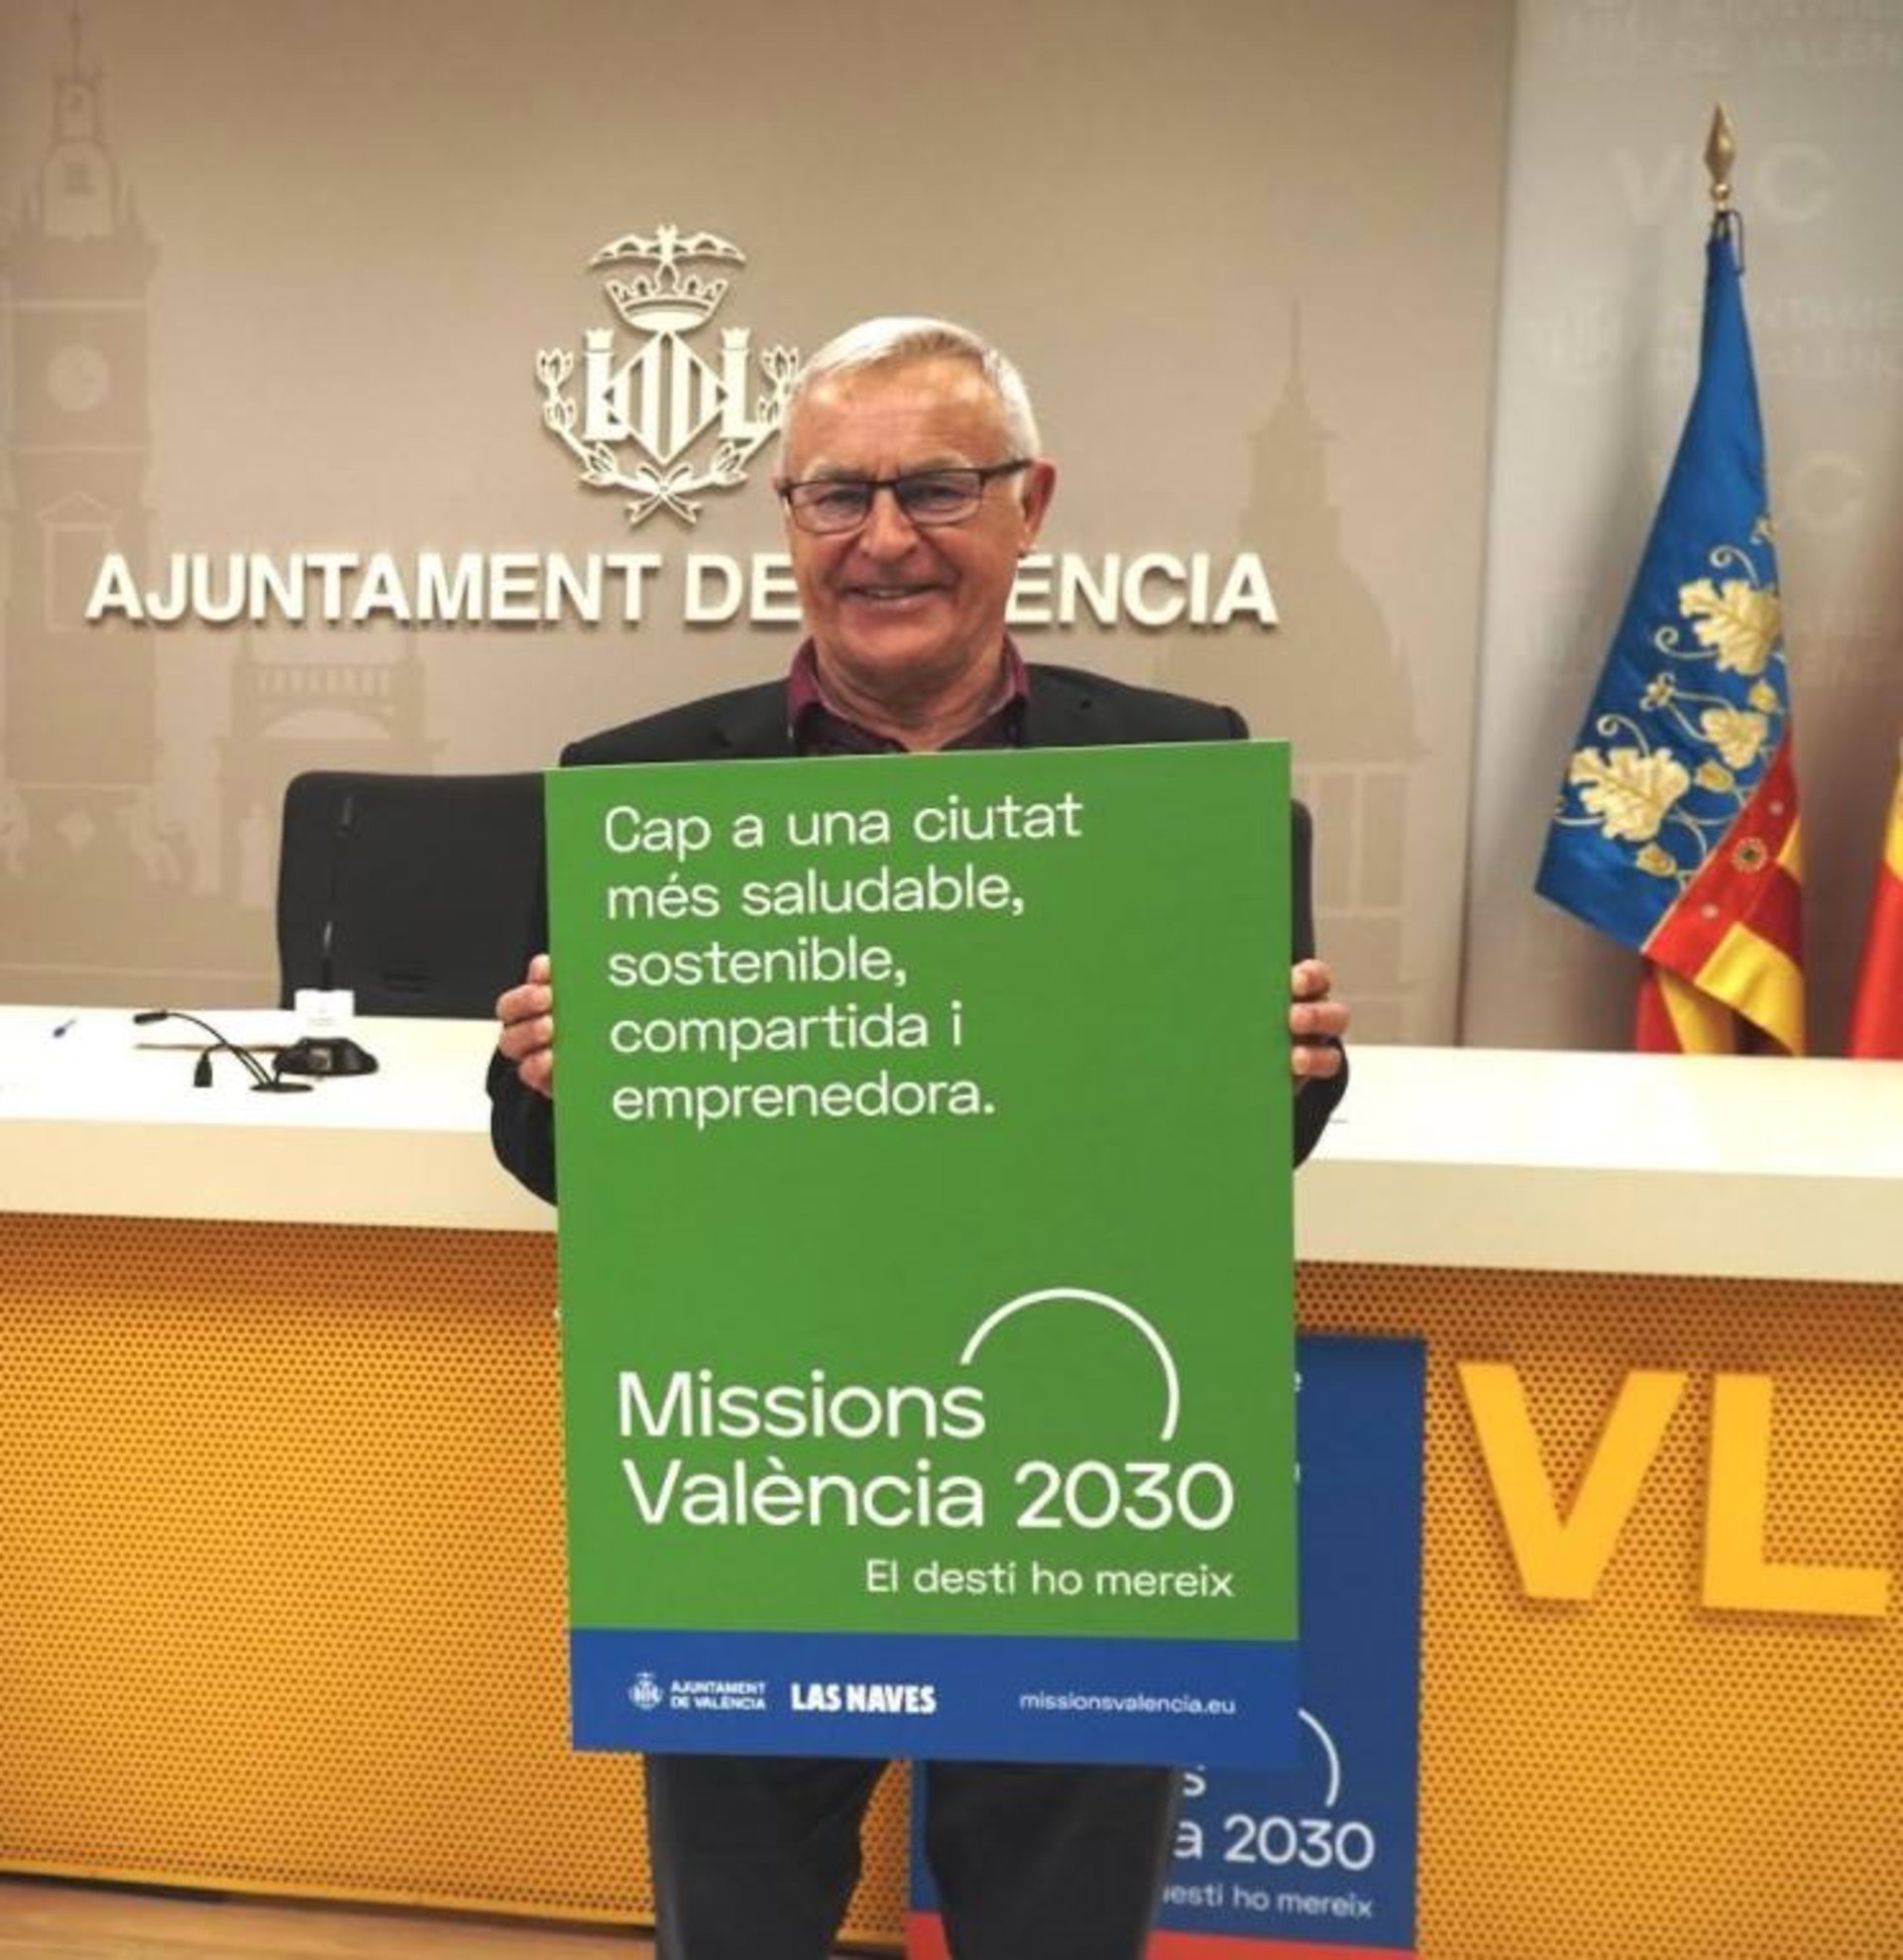 AJUNTAMENT DE ENCIA
Cap a una ciutat
més saludable,
sostenible,
compartida i
emprenedora.
Missions
València 2030
El destí ho mereix
AJUNTAMENT
DE VALÈNCIA
LAS NAVES
missionsvalencia.eu
VL
s
a 2030
estí ho mereix